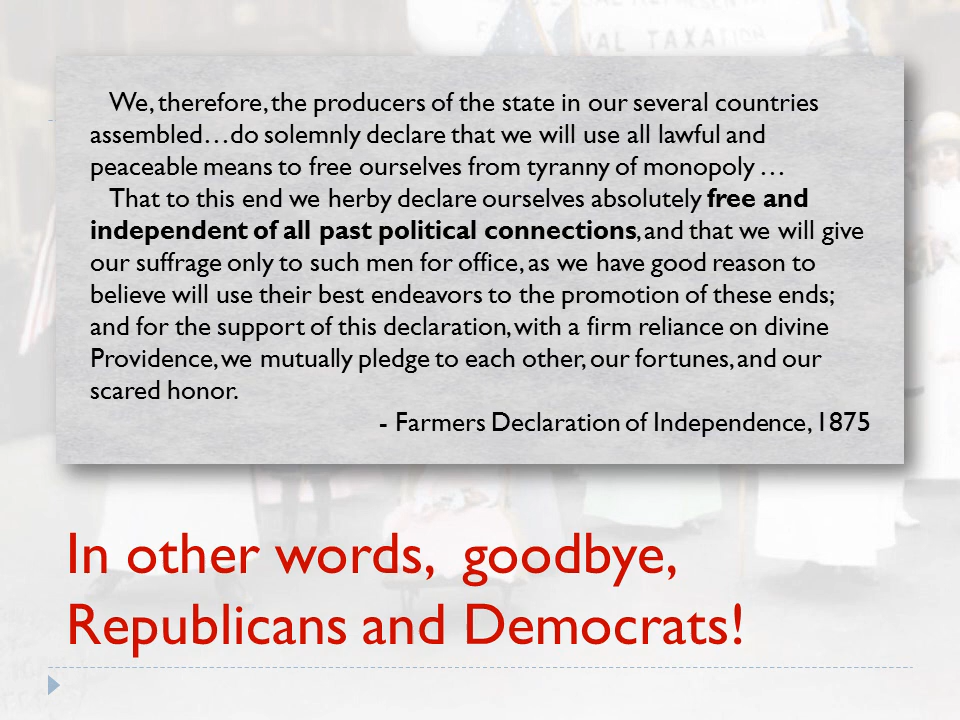 AL TAXATION
We, therefore, the producers of the state in our several countries
assembled…do solemnly declare that we will use all lawful and
peaceable means to free ourselves from tyranny of monopoly …
That to this end we herby declare ourselves absolutely free and
independent of all past political connections, and that we will give
our suffrage only to such men for office, as we have good reason to
believe will use their best endeavors to the promotion of these ends;
and for the support of this declaration, with a firm reliance on divine
Providence, we mutually pledge to each other, our fortunes, and our
scared honor.
- Farmers Declaration of Independence, 1875
In other words,  goodbye,
Republicans and Democrats!